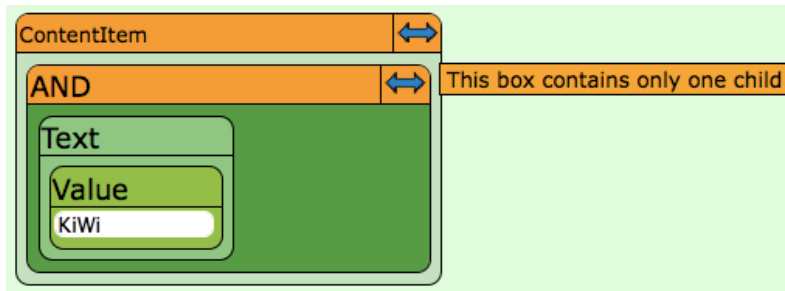 ContentItem
AND
This box contains only one child
Text
Value
KiWi